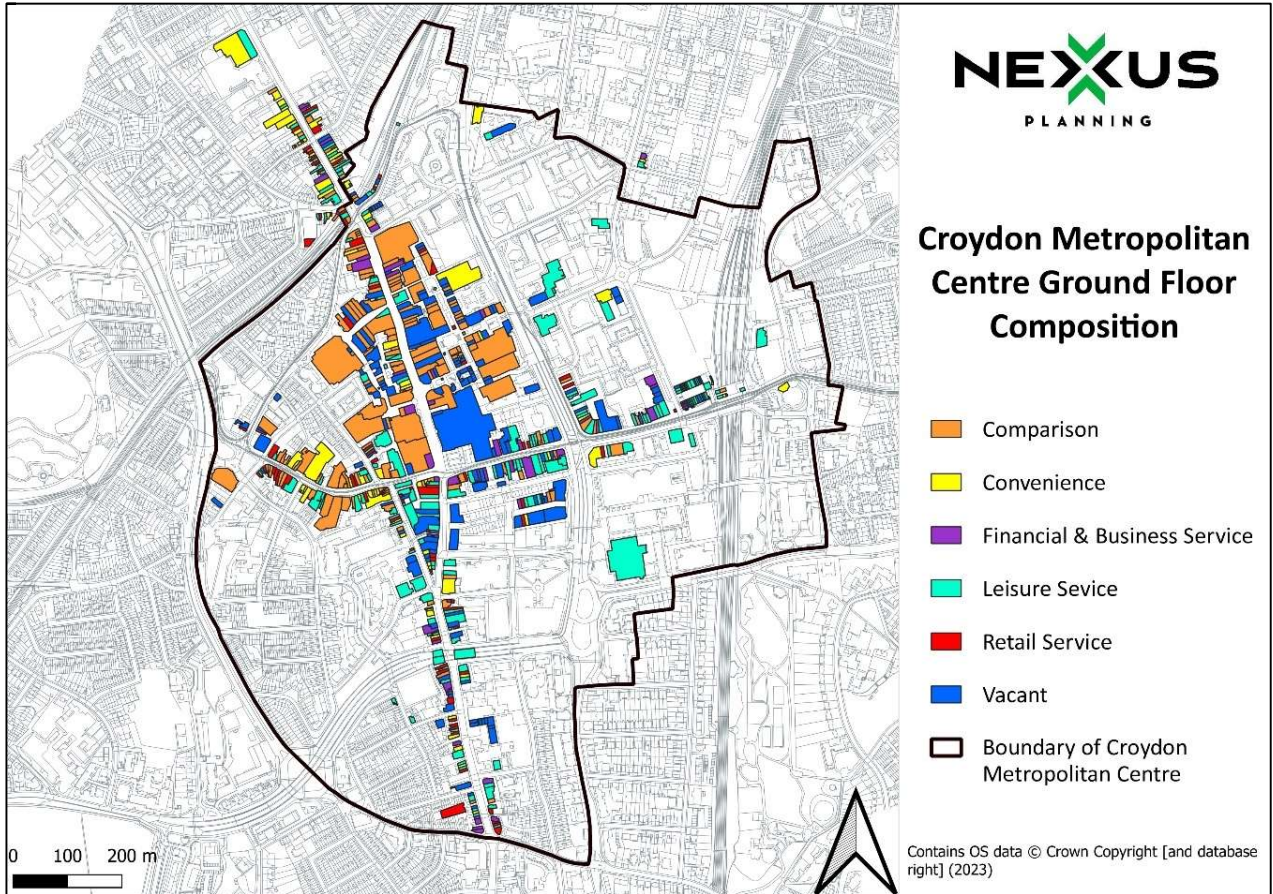 NEXUS
PLANNING
Croydon Metropolitan
Centre Ground Floor
Composition
Comparison
Convenience
Financial & Business Service
Leisure Sevice
Retail Service
Vacant
Boundary of Croydon
Metropolitan Centre
0 100 200 m
Contains OS data © Crown Copyright [and database
right] (2023)